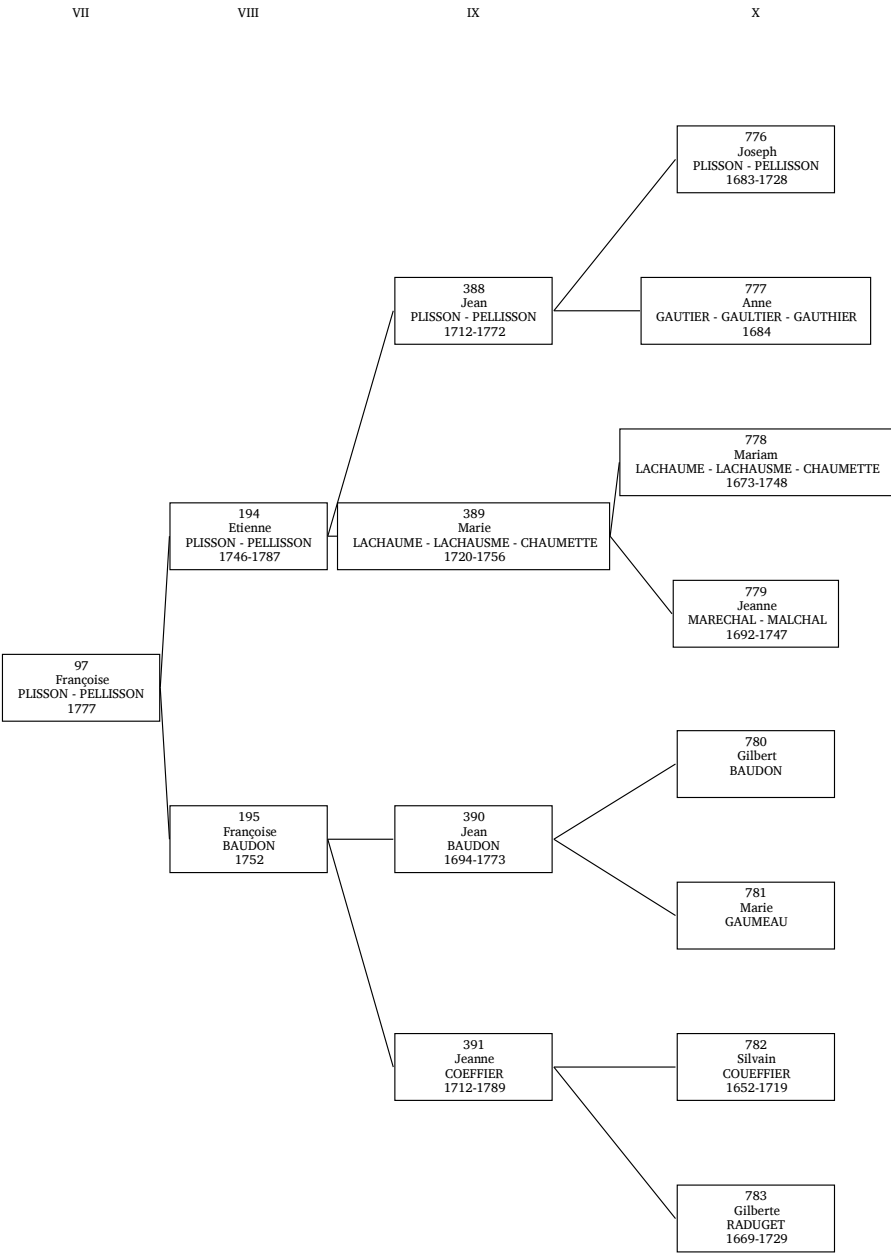 VII VIII IX X
776
Joseph
PLISSON - PELLISSON
1683-1728
388
Jean
PLISSON - PELLISSON
1712-1772
777
Anne
GAUTIER - GAULTIER - GAUTHIER
1684
778
Mariam
LACHAUME - LACHAUSME - CHAUMETTE
1673-1748
194
Etienne
PLISSON - PELLISSON
1746-1787
389
Marie
LACHAUME - LACHAUSME - CHAUMETTE
1720-1756
779
Jeanne
MARECHAL - MALCHAL
1692-1747
97
Françoise
PLISSON - PELLISSON
1777
780
Gilbert
BAUDON
195
Françoise
BAUDON
1752
390
Jean
BAUDON
1694-1773
781
Marie
GAUMEAU
391
Jeanne
COEFFIER
1712-1789
782
Silvain
COUEFFIER
1652-1719
783
Gilberte
RADUGET
1669-1729